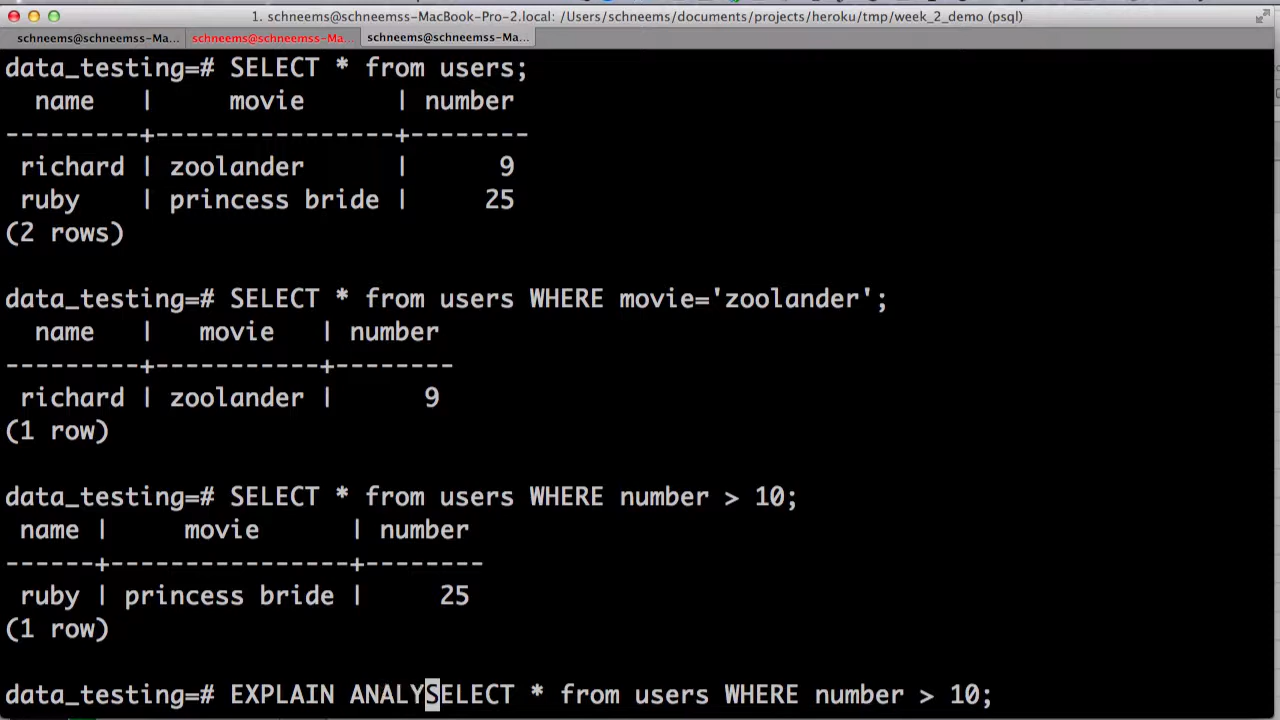 1. schneems@schneemss-MacBook-Pro-2.local: /Users/schneems/documents/projects/heroku/tmp/week_2_demo (psql)
schneems@schneemss-Ma... schneems@schneemss-Ma... schneems@schneemss-Ma...
data_testing=# SELECT * from users;
  name   |     movie      | number
---------+----------------+--------
 richard | zoolander      |      9
 ruby    | princess bride |     25
(2 rows)
data_testing=# SELECT * from users WHERE movie='zoolander';
  name   |   movie   | number
---------+-----------+--------
 richard | zoolander |      9
(1 row)
data_testing=# SELECT * from users WHERE number > 10;
 name |     movie      | number
------+----------------+--------
 ruby | princess bride |     25
(1 row)
data_testing=# EXPLAIN ANALYSELECT * from users WHERE number > 10;